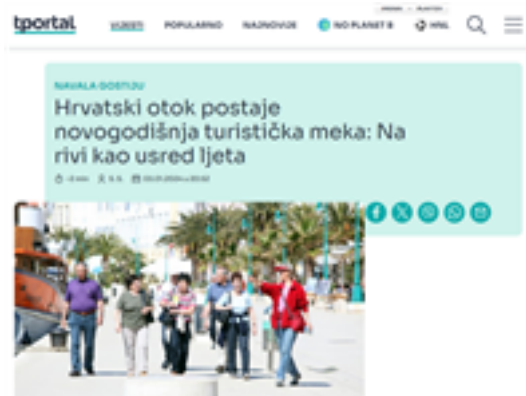 tportal
VIJESTI POPULARNO NAJNOVIJE NO PLANET B HNL
NAVALA GOSTIJU
Hrvatski otok postaje
novogodišnja turistička meka: Na
rivi kao usred ljeta